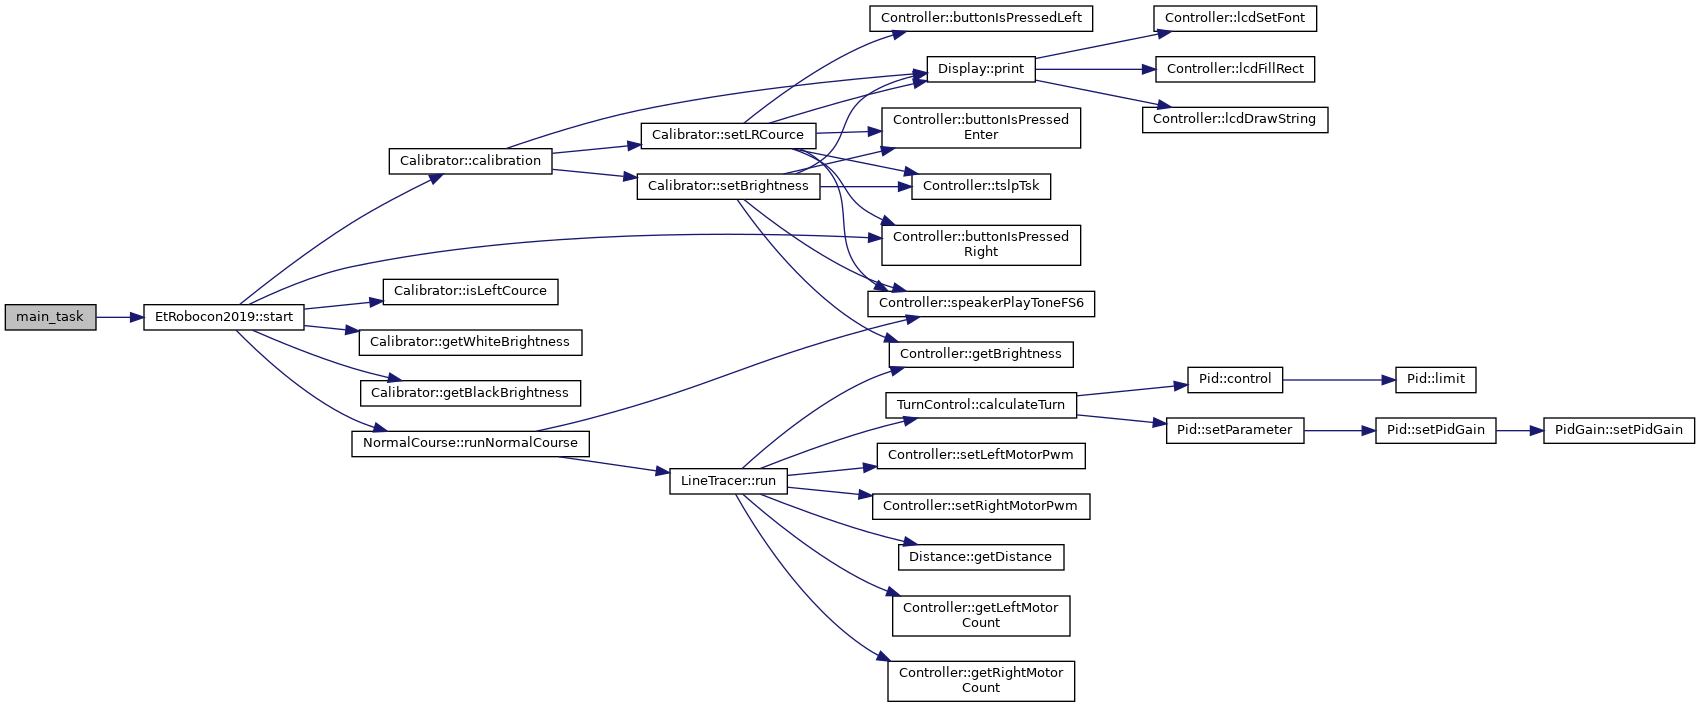 Controller::buttonIsPressedLeft
Controller::lcdSetFont
Display::print
Controller::lcdFillRect
Controller::buttonIsPressed
Enter
Controller::lcdDrawString
Calibrator::setLRCource
Calibrator::calibration
Calibrator::setBrightness
Controller::tslpTsk
Controller::buttonIsPressed
Right
Calibrator::isLeftCource
Controller::speakerPlayToneFS6
main_task
EtRobocon2019::start
Calibrator::getWhiteBrightness
Controller::getBrightness
Calibrator::getBlackBrightness
TurnControl::calculateTurn
Pid::control
Pid::limit
NormalCourse::runNormalCourse
Pid::setParameter
Pid::setPidGain
PidGain::setPidGain
Controller::setLeftMotorPwm
LineTracer::run
Controller::setRightMotorPwm
Distance::getDistance
Controller::getLeftMotor
Count
Controller::getRightMotor
Count